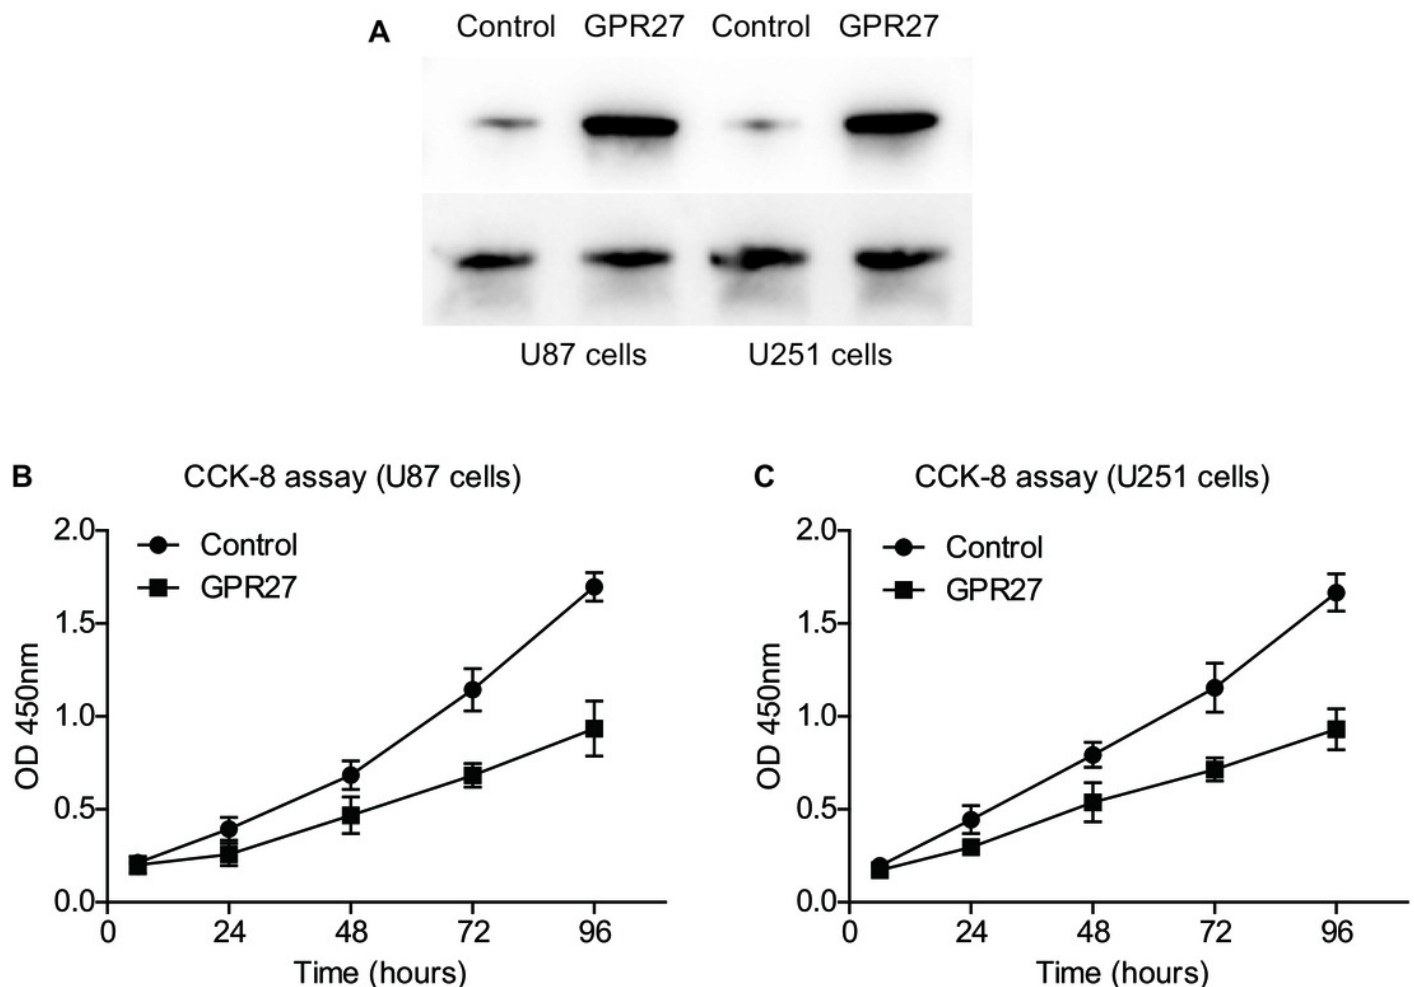 A
Control GPR27 Control GPR27
U87 cells U251 cells
B
CCK-8 assay (U87 cells)
Control
GPR27
OD 450nm
2.0
1.5
1.0
0.5
0.0
0 24 48 72 96
Time (hours)
C
CCK-8 assay (U251 cells)
Control
GPR27
OD 450nm
2.0
1.5
1.0
0.5
0.0
0 24 48 72 96
Time (hours)